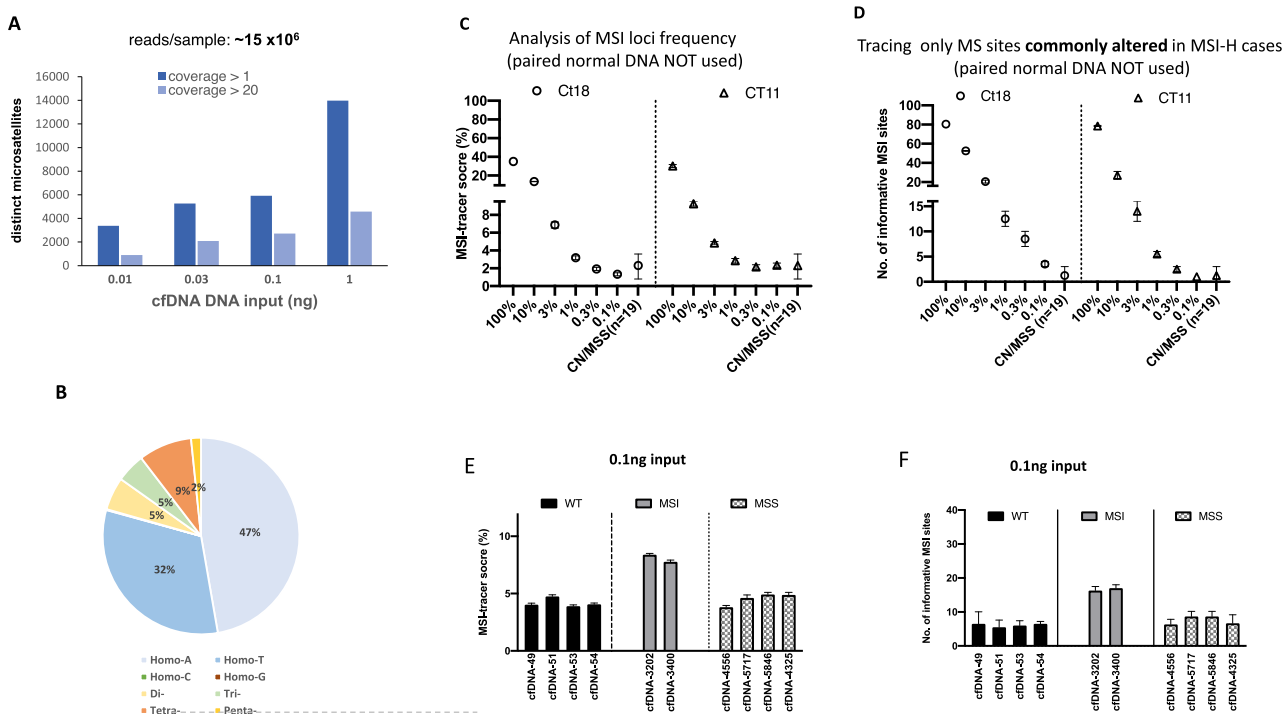 A
reads/sample: ~15 x10⁶
coverage > 1
coverage > 20
16000
14000
12000
10000
8000
6000
4000
2000
0
distinct microsatellites
0.01
0.03
0.1
1
cfDNA DNA input (ng)
B
47%
32%
5%
5%
9%
2%
Homo-A
Homo-T
Homo-C
Homo-G
Di-
Tri-
Tetra-
Penta-
C
Analysis of MSI loci frequency
(paired normal DNA NOT used)
Ct18
CT11
MSI-tracer socre (%)
100
80
60
40
20
8
6
4
2
0
100%
10%
3%
1%
0.3%
0.1%
CN/MSS(n=19)
100%
10%
3%
1%
0.3%
0.1%
CN/MSS(n=19)
D
Tracing only MS sites commonly altered in MSI-H cases
(paired normal DNA NOT used)
Ct18
CT11
No. of informative MSI sites
100
80
60
40
20
15
10
5
0
100%
10%
3%
1%
0.3%
0.1%
CN/MSS (n=19)
100%
10%
3%
1%
0.3%
0.1%
CN/MSS (n=19)
E
0.1ng input
WT
MSI
MSS
MSI-tracer socre (%)
10
5
0
cfDNA-49
cfDNA-51
cfDNA-53
cfDNA-54
cfDNA-3202
cfDNA-3400
cfDNA-4556
cfDNA-5717
cfDNA-5846
cfDNA-4325
F
0.1ng input
WT
MSI
MSS
No. of informative MSI sites
40
30
20
10
0
cfDNA-49
cfDNA-51
cfDNA-53
cfDNA-54
cfDNA-3202
cfDNA-3400
cfDNA-4556
cfDNA-5717
cfDNA-5846
cfDNA-4325